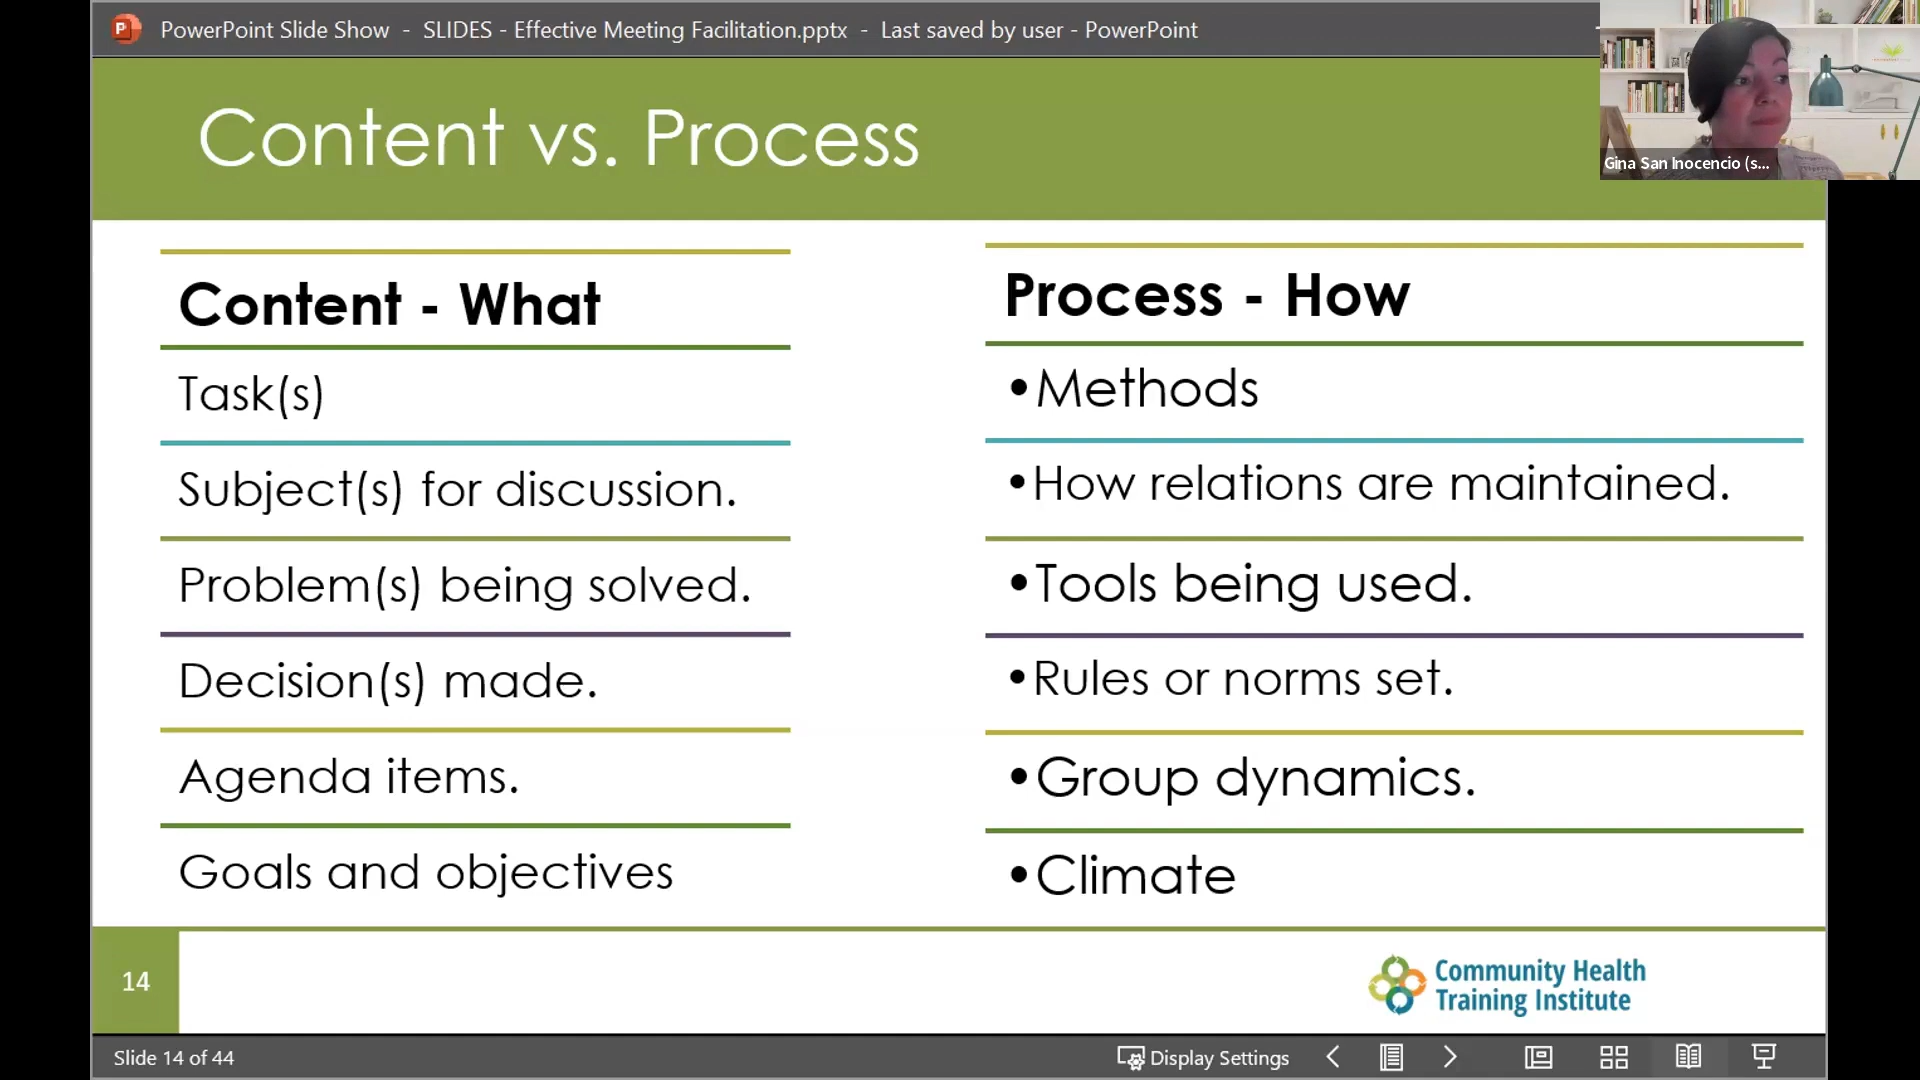 PowerPoint Slide Show - SLIDES - Effective Meeting Facilitation.pptx - Last saved by user - PowerPoint
Gina San Inocencio (s...
Content vs. Process
Content - What
Task(s)
Subject(s) for discussion.
Problem(s) being solved.
Decision(s) made.
Agenda items.
Goals and objectives
Process - How
•Methods
•How relations are maintained.
•Tools being used.
•Rules or norms set.
•Group dynamics.
•Climate
14
Community Health
Training Institute
Slide 14 of 44
Display Settings